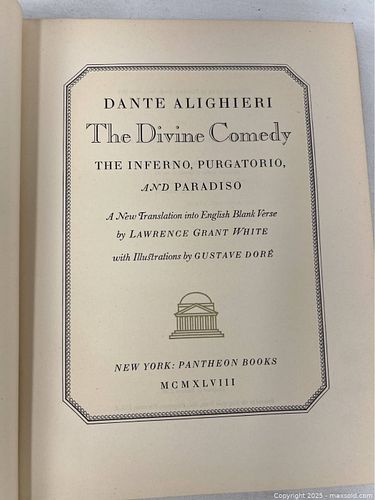 DANTE ALIGHIERI
The Divine Comedy
THE INFERNO, PURGATORIO,
AND PARADISO
A New Translation into English Blank Verse
by LAWRENCE GRANT WHITE
with Illustrations by GUSTAVE DORÉ
NEW YORK: PANTHEON BOOKS
MCMXLVIII
Copyright © 2025 - maxsold.com